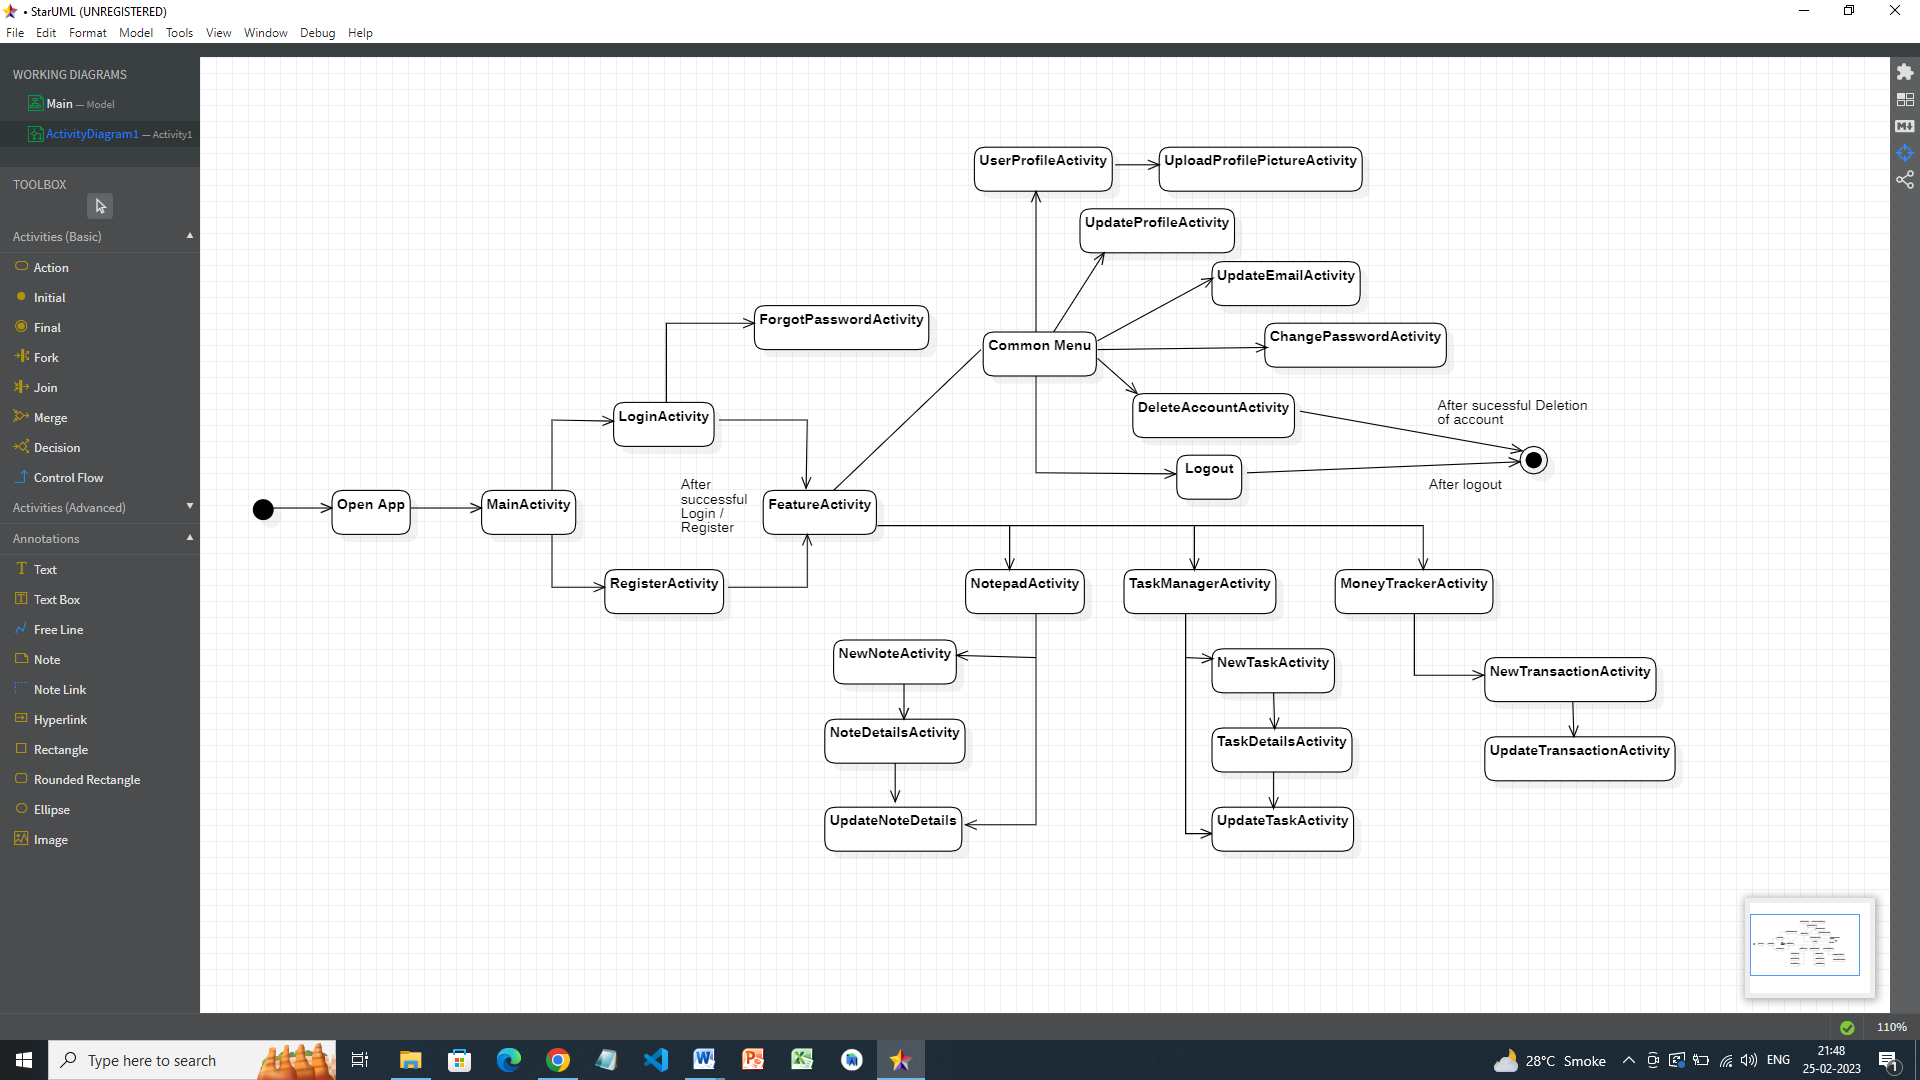 • StarUML (UNREGISTERED)
File Edit Format Model Tools View Window Debug Help
WORKING DIAGRAMS
Main — Model
ActivityDiagram1 — Activity1
TOOLBOX
Activities (Basic)
Action
Initial
Final
Fork
Join
Merge
Decision
Control Flow
Activities (Advanced)
Annotations
Text
Text Box
Free Line
Note
Note Link
Hyperlink
Rectangle
Rounded Rectangle
Ellipse
Image
UserProfileActivity
UploadProfilePictureActivity
UpdateProfileActivity
UpdateEmailActivity
ForgotPasswordActivity
Common Menu
ChangePasswordActivity
LoginActivity
DeleteAccountActivity
After sucessful Deletion
of account
Logout
After logout
Open App
MainActivity
After
successful
Login /
Register
FeatureActivity
RegisterActivity
NotepadActivity
TaskManagerActivity
MoneyTrackerActivity
NewNoteActivity
NewTaskActivity
NewTransactionActivity
NoteDetailsActivity
TaskDetailsActivity
UpdateTransactionActivity
UpdateNoteDetails
UpdateTaskActivity
M↓
110%
Type here to search
28°C Smoke
ENG
21:48
25-02-2023
1